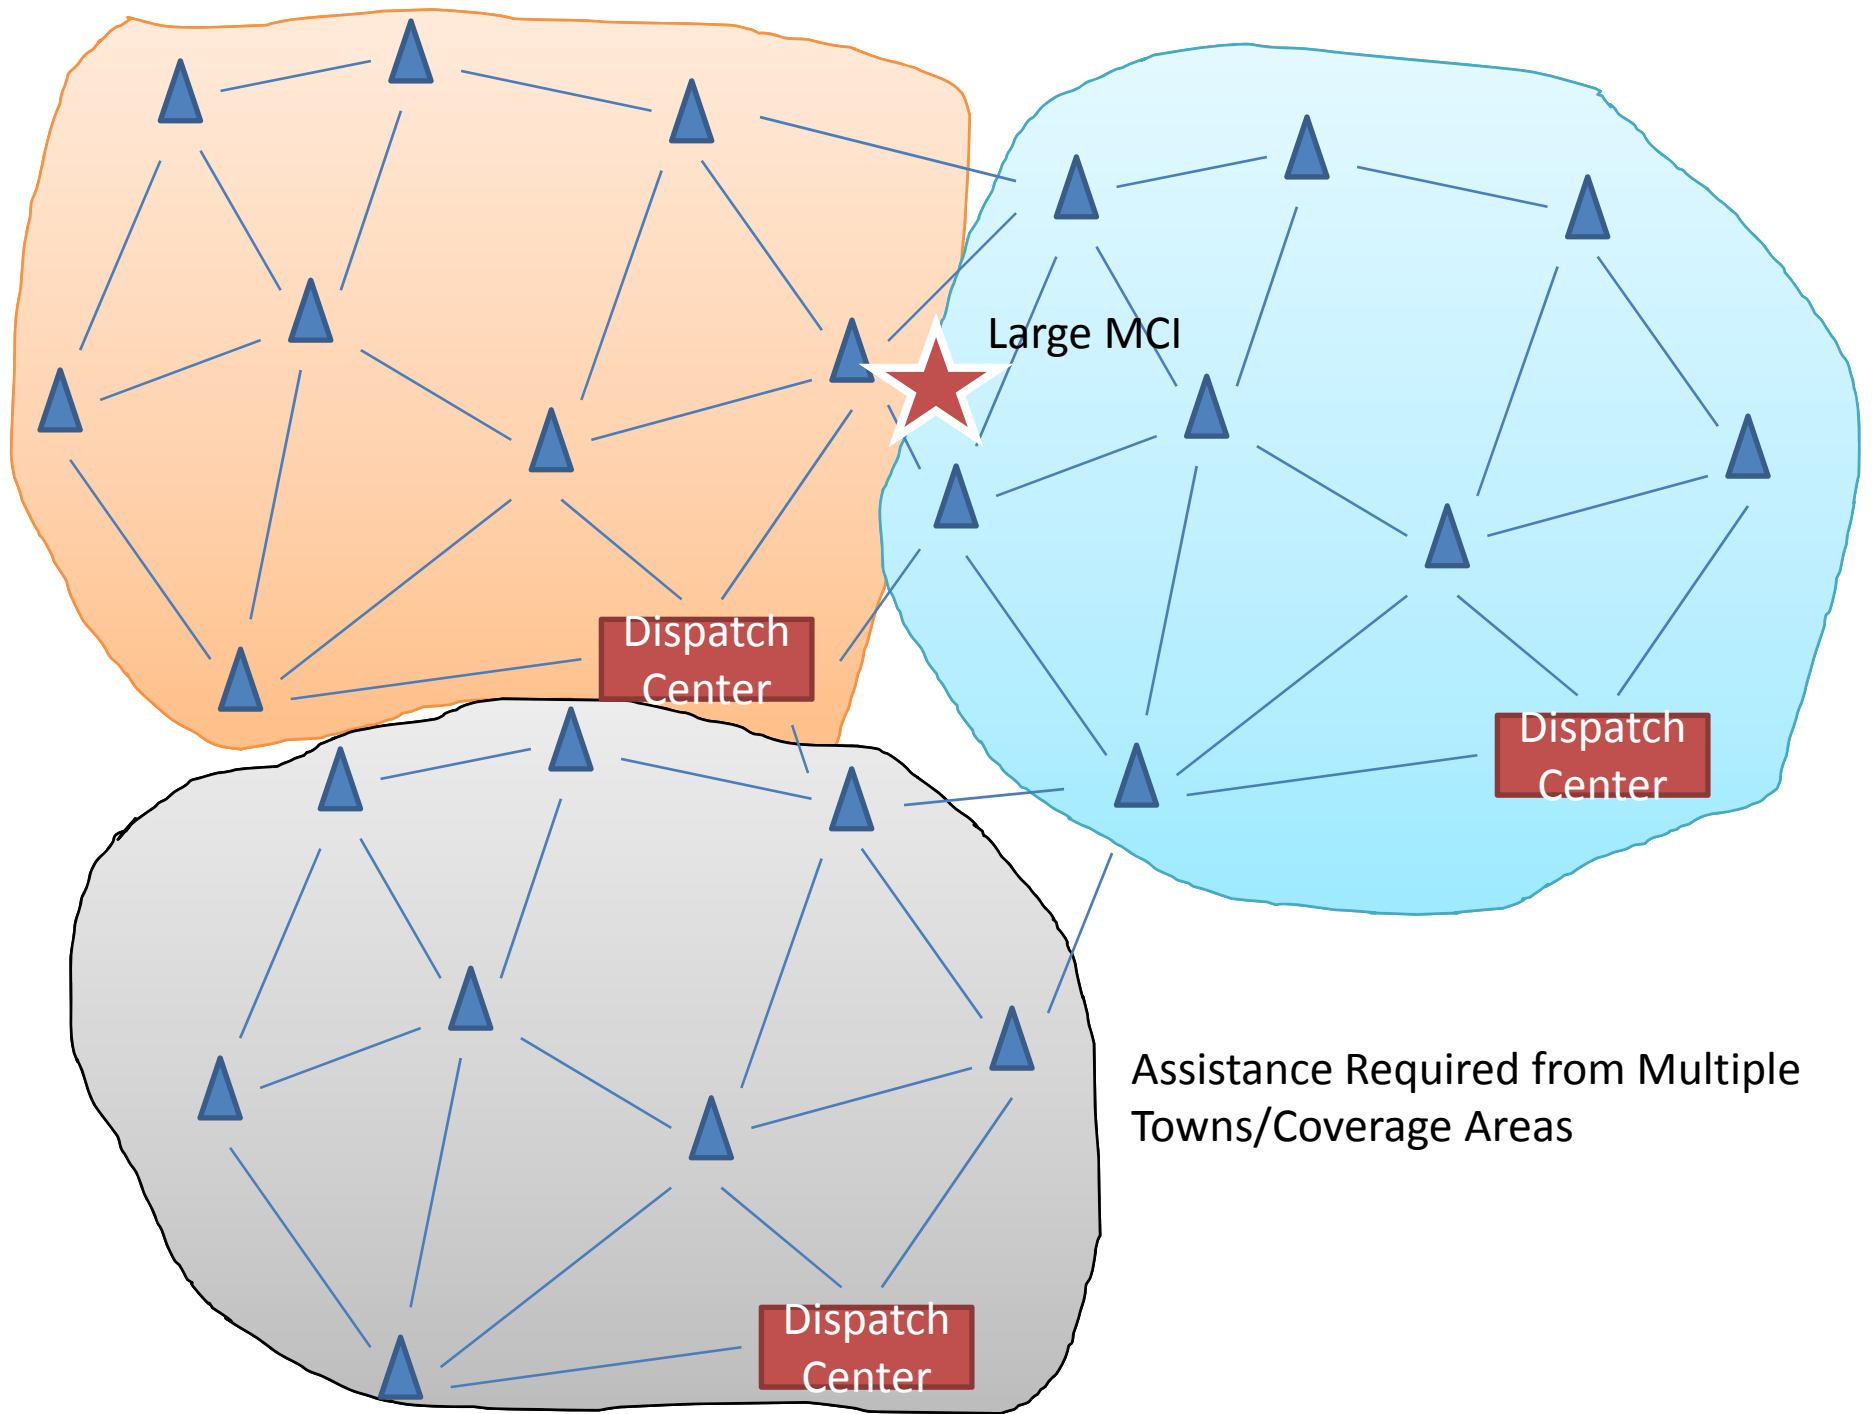 Large MCI
Dispatch
Center
Dispatch
Center
Assistance Required from Multiple
Towns/Coverage Areas
Dispatch
Center